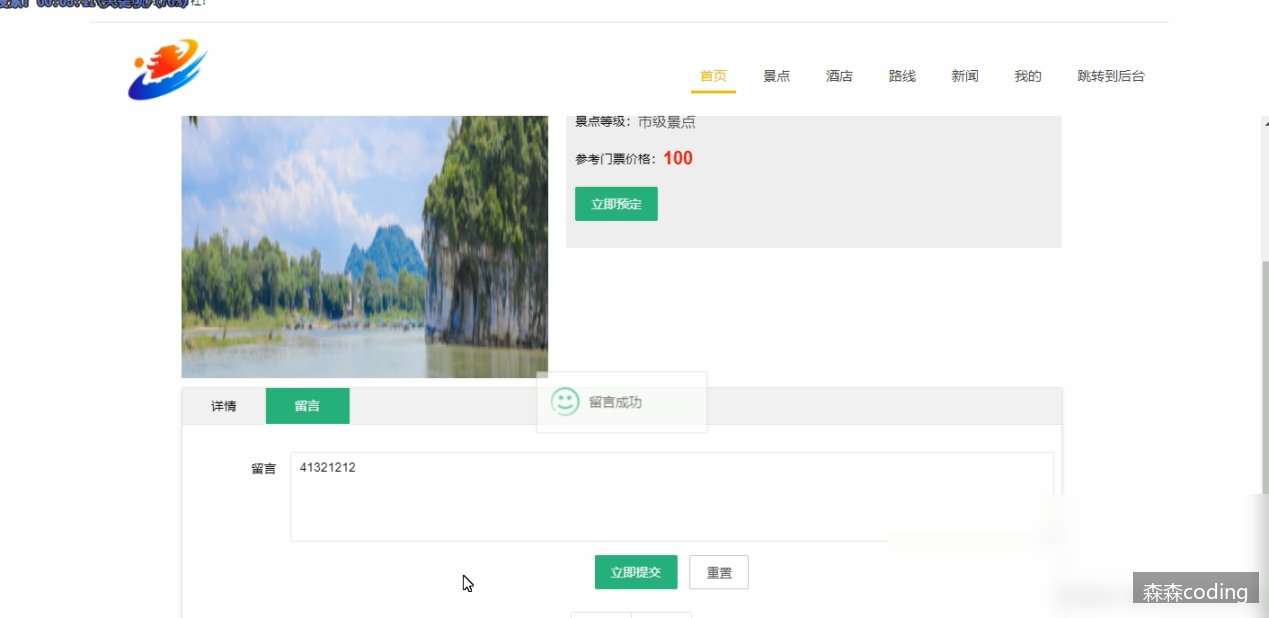 首页 景点 酒店 路线 新闻 我的 跳转到后台
景点等级：市级景点
参考门票价格：100
立即预定
详情 留言
留言成功
留言 41321212
立即提交 重置
森森coding